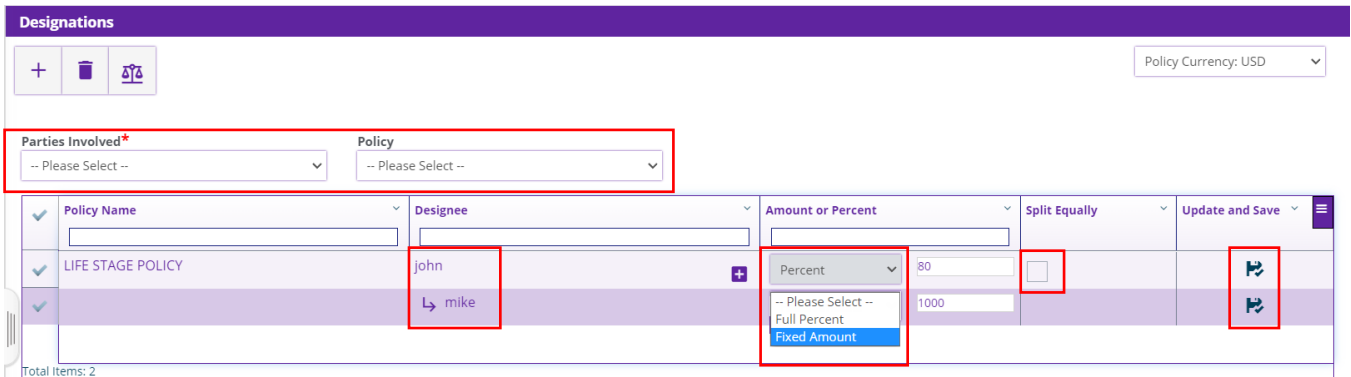 Designations
Policy Currency: USD
Parties Involved* Policy
-- Please Select -- -- Please Select --
Policy Name Designee Amount or Percent Split Equally Update and Save
LIFE STAGE POLICY john Percent 80
mike 1000
-- Please Select --
Full Percent
Fixed Amount
Total Items: 2